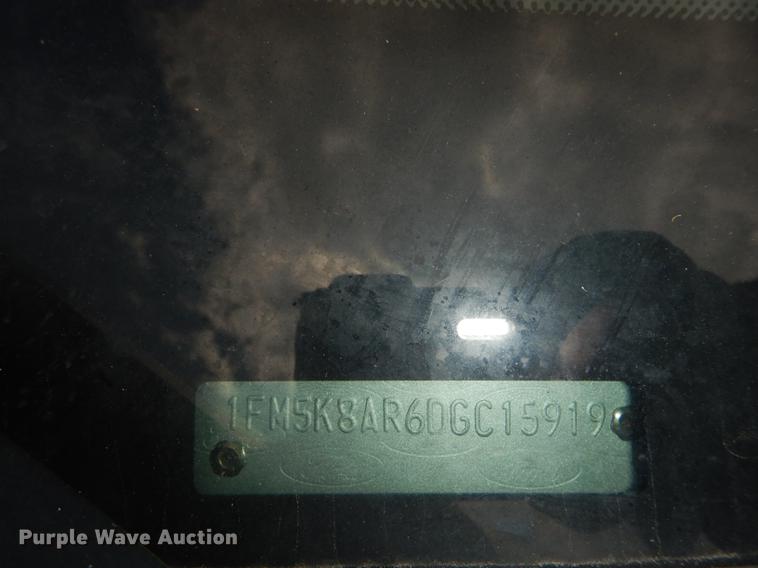 1FM5K8AR6DGC15919
Purple Wave Auction